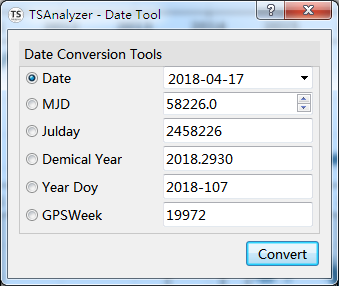 TS TSAnalyzer - Date Tool
Date Conversion Tools
Date 2018-04-17
MJD 58226.0
Julday 2458226
Demical Year 2018.2930
Year Doy 2018-107
GPSWeek 19972
Convert